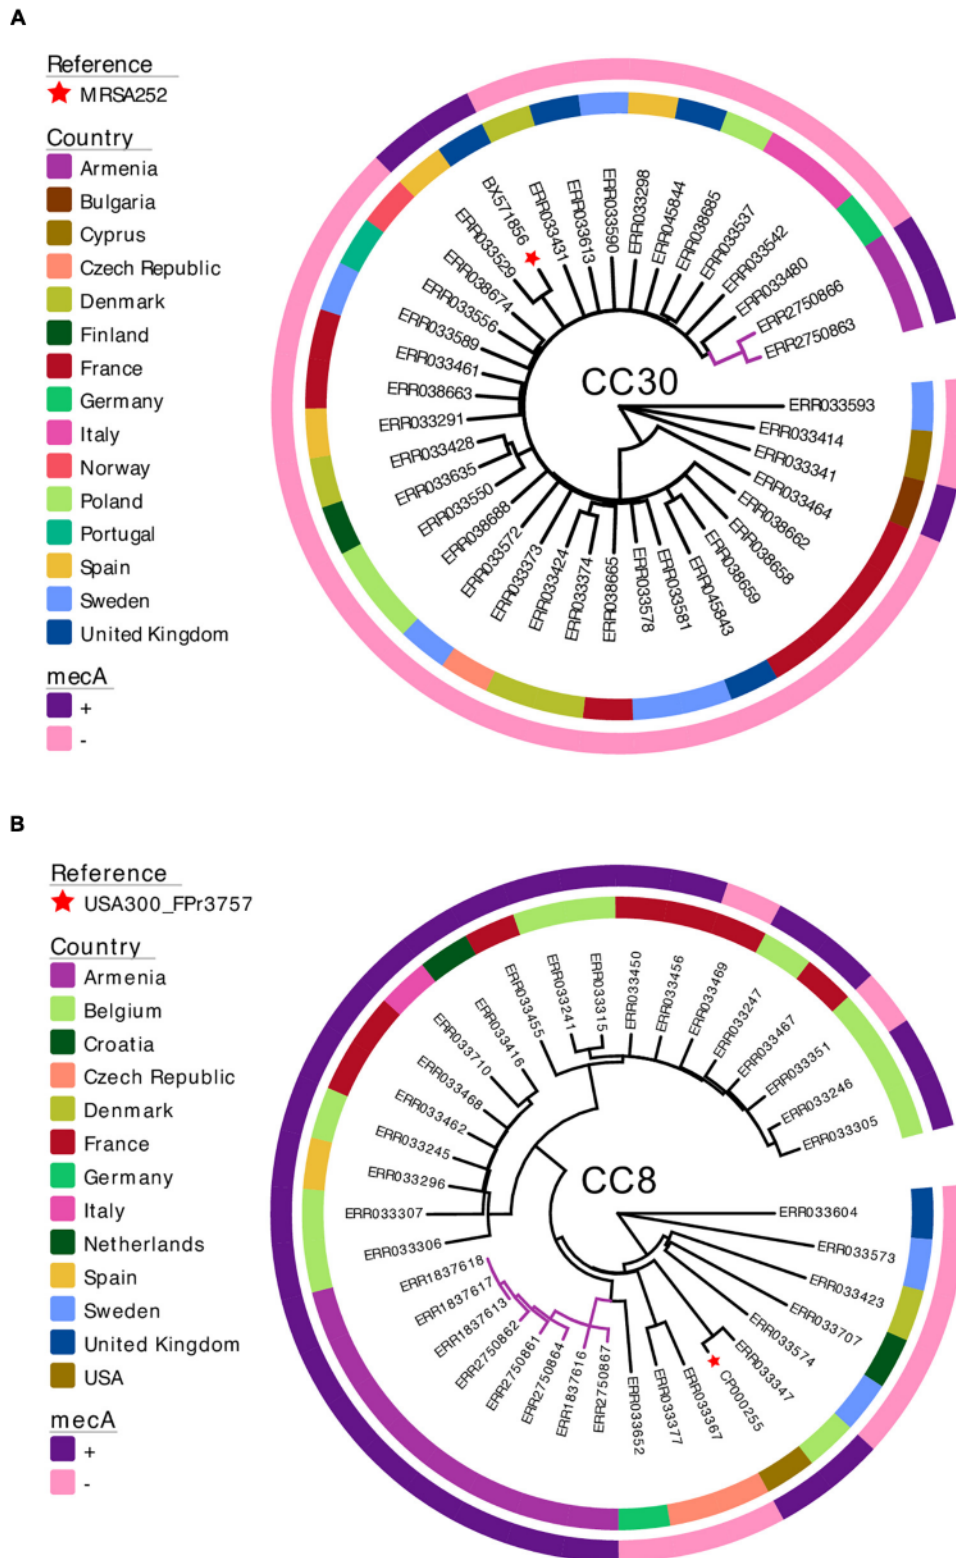 A
Reference
MRSA252
Country
Armenia
Bulgaria
Cyprus
Czech Republic
Denmark
Finland
France
Germany
Italy
Norway
Poland
Portugal
Spain
Sweden
United Kingdom
mecA
+
-
CC30
ERR033593
ERR033414
ERR033341
ERR033464
ERR038662
ERR038658
ERR038659
ERR045843
ERR033581
ERR033578
ERR038665
ERR033374
ERR033424
ERR033373
ERR033572
ERR038688
ERR033550
ERR033635
ERR033428
ERR033291
ERR038663
ERR033461
ERR033589
ERR033556
ERR038674
ERR033529
BX571856
ERR033431
ERR033613
ERR033590
ERR033298
ERR045844
ERR038685
ERR033537
ERR033542
ERR033480
ERR2750866
ERR2750863
B
Reference
USA300_FPr3757
Country
Armenia
Belgium
Croatia
Czech Republic
Denmark
France
Germany
Italy
Netherlands
Spain
Sweden
United Kingdom
USA
mecA
+
-
CC8
ERR033604
ERR033573
ERR033423
ERR033707
ERR033574
ERR033347
CP000255
ERR033367
ERR033377
ERR033652
ERR2750867
ERR1837616
ERR2750864
ERR2750861
ERR2750862
ERR1837613
ERR1837617
ERR1837618
ERR033306
ERR033307
ERR033296
ERR033245
ERR033462
ERR033468
ERR033710
ERR033416
ERR033455
ERR033241
ERR033315
ERR033450
ERR033456
ERR033469
ERR033247
ERR033467
ERR033351
ERR033246
ERR033305